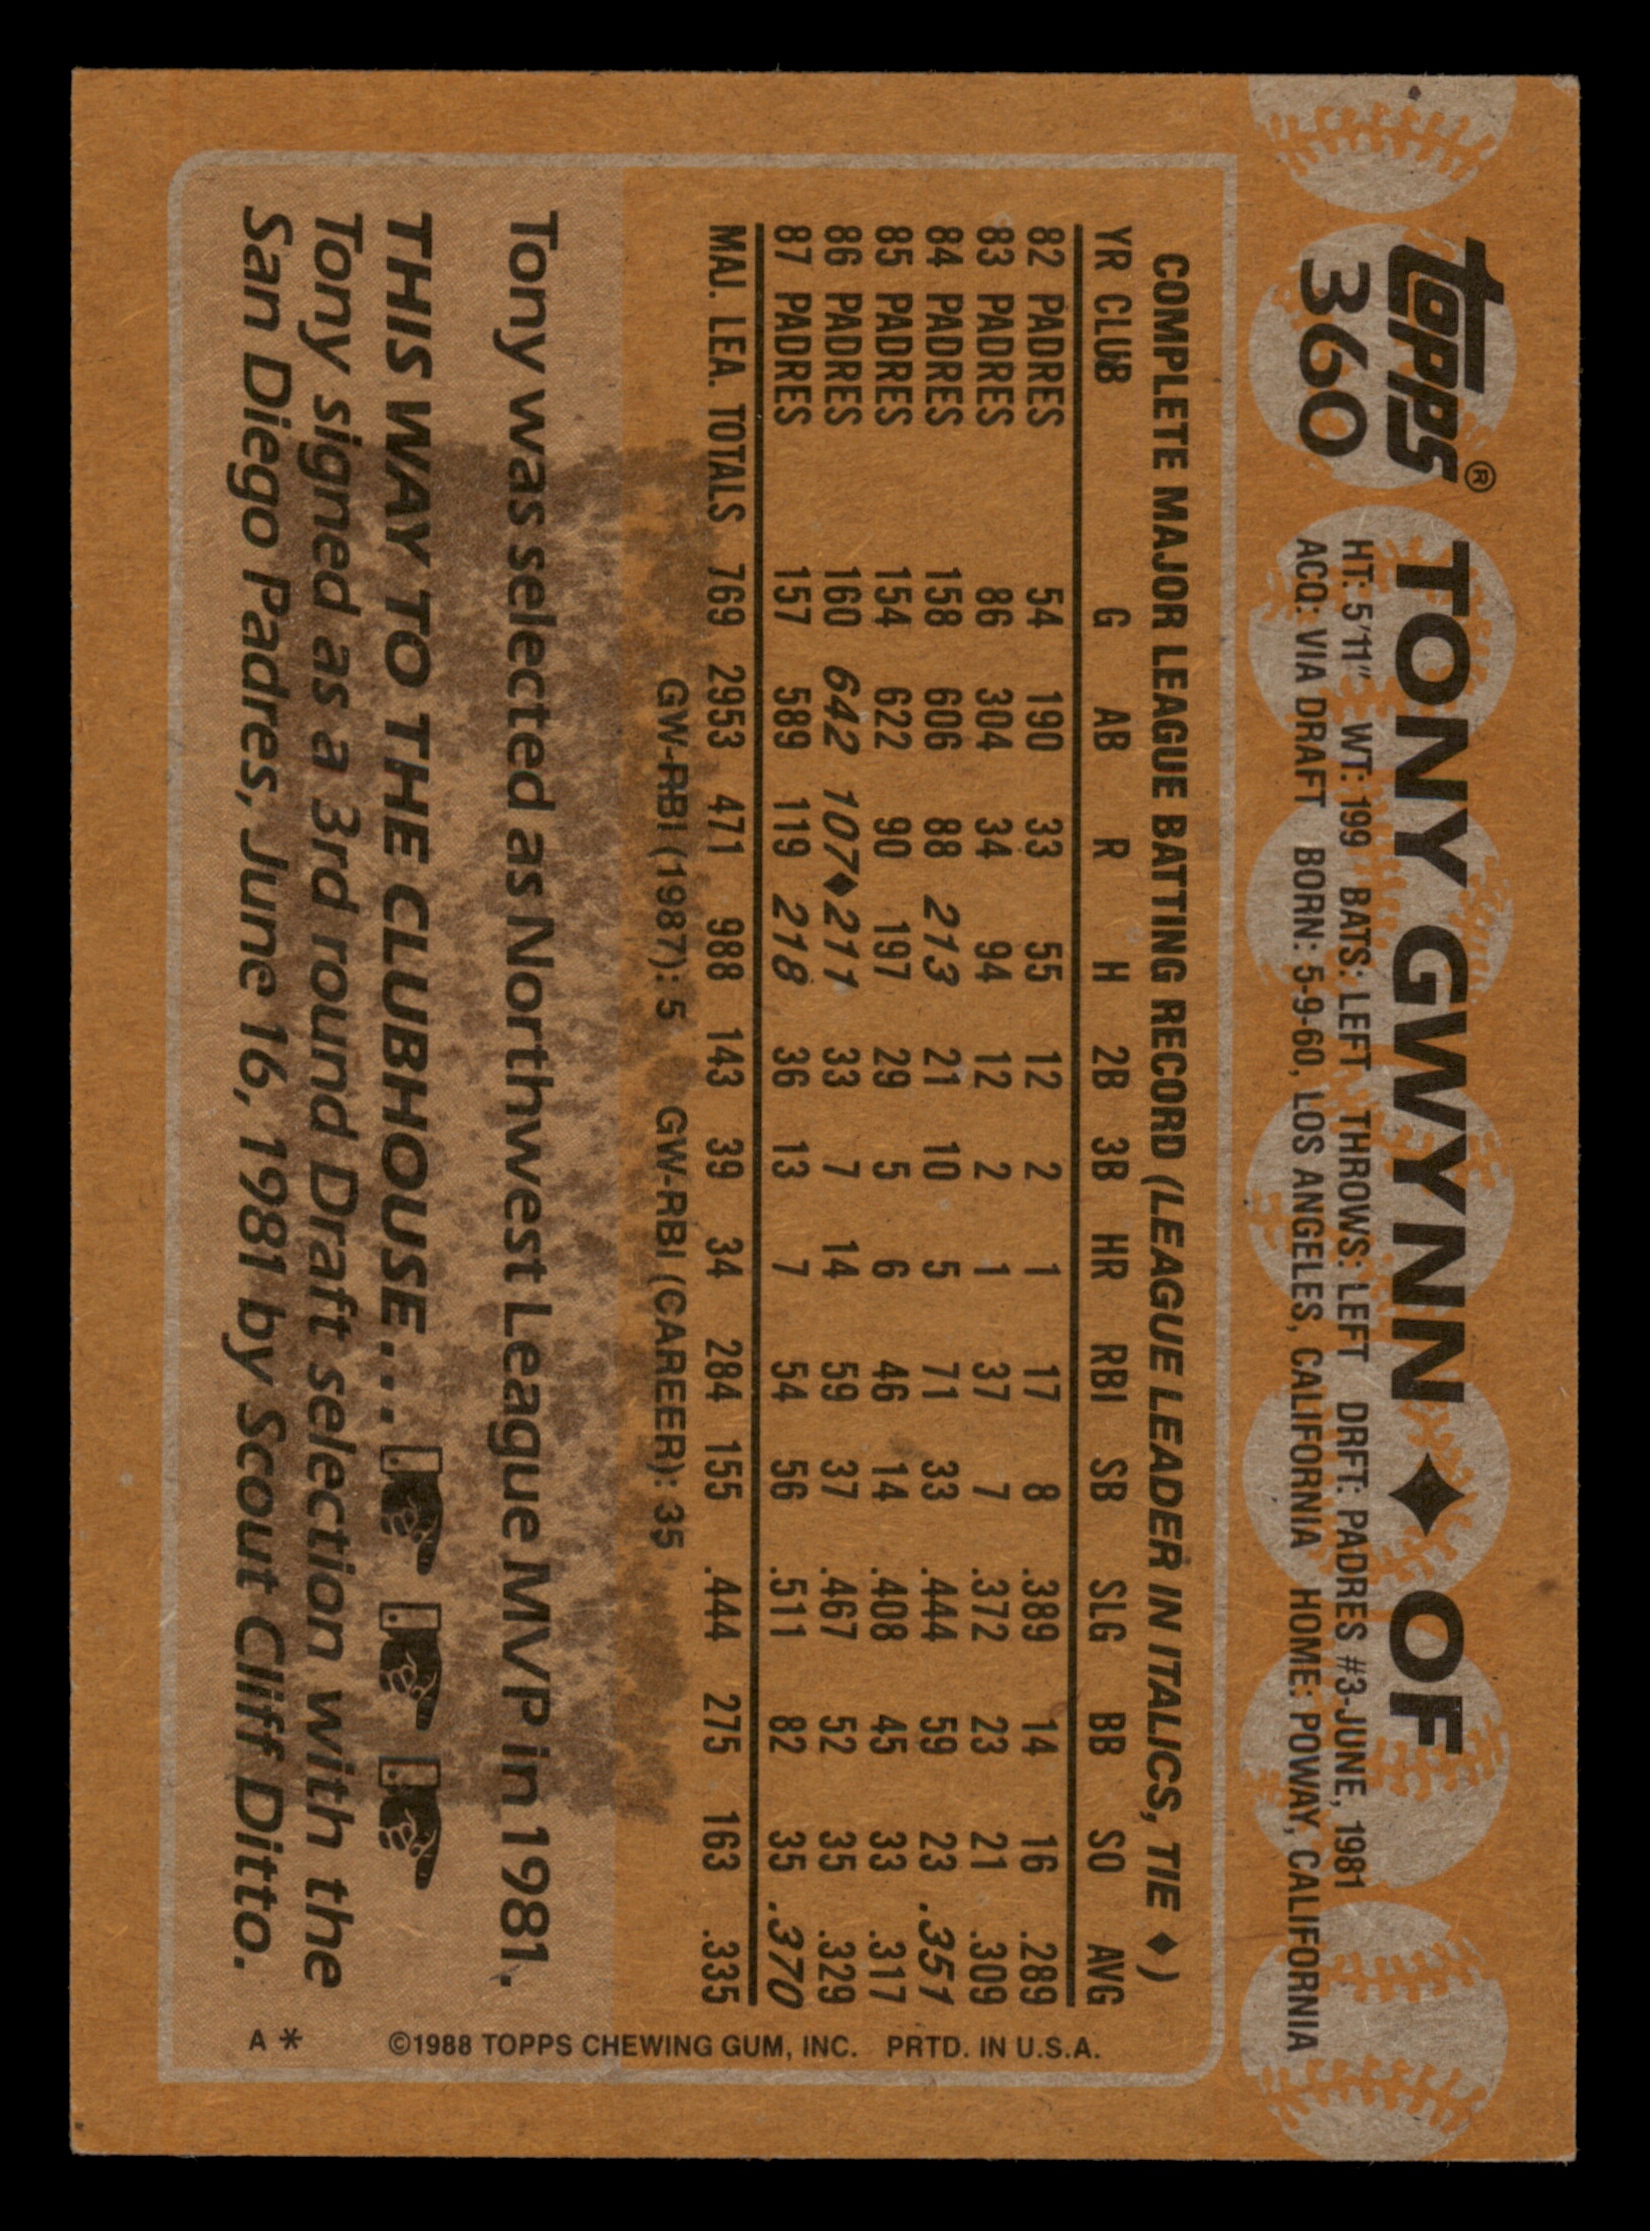 topps®
360
TONY GWYNN ♦ OF
HT: 5'11" WT: 199 BATS: LEFT THROWS: LEFT DRFT: PADRES #3-JUNE, 1981
ACQ: VIA DRAFT BORN: 5-9-60, LOS ANGELES, CALIFORNIA HOME: POWAY, CALIFORNIA
COMPLETE MAJOR LEAGUE BATTING RECORD (LEAGUE LEADER IN ITALICS, TIE ♦)
YR CLUB G AB R H 2B 3B HR RBI SB SLG BB SO AVG
82 PADRES 54 190 33 55 12 2 1 17 8 .389 14 16 .289
83 PADRES 86 304 34 94 12 2 1 37 7 .372 23 21 .309
84 PADRES 158 606 88 213 21 10 5 71 33 .444 59 23 .351
85 PADRES 154 622 90 197 29 5 6 46 14 .408 45 33 .317
86 PADRES 160 642 107♦211 33 7 14 59 37 .467 52 35 .329
87 PADRES 157 589 119 218 36 13 7 54 56 .511 82 35 .370
MAJ. LEA. TOTALS 769 2953 471 988 143 39 34 284 155 .444 275 163 .335
GW-RBI (1987): 5 GW-RBI (CAREER): 35
Tony was selected as Northwest League MVP in 1981.
THIS WAY TO THE CLUBHOUSE...
Tony signed as a 3rd round Draft selection with the
San Diego Padres, June 16, 1981 by Scout Cliff Ditto.
©1988 TOPPS CHEWING GUM, INC. PRTD. IN U.S.A.
A *